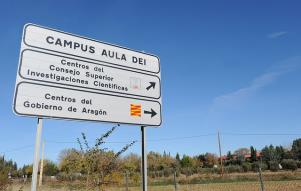 CAMPUS AULA DEI
Centros del
Consejo Superior
Investigaciones Científicas
Centros del
Gobierno de Aragón